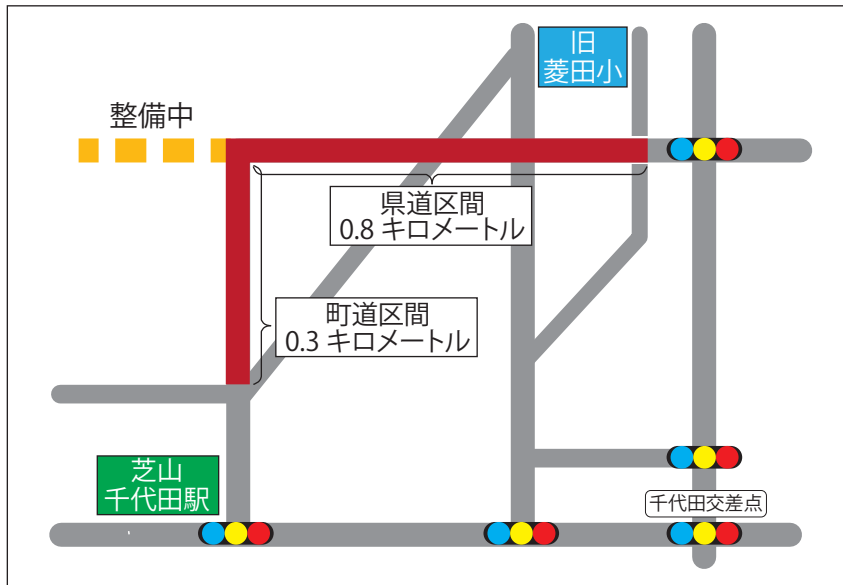 旧
菱田小
整備中
県道区間
0.8 キロメートル
町道区間
0.3 キロメートル
芝山
千代田駅
千代田交差点